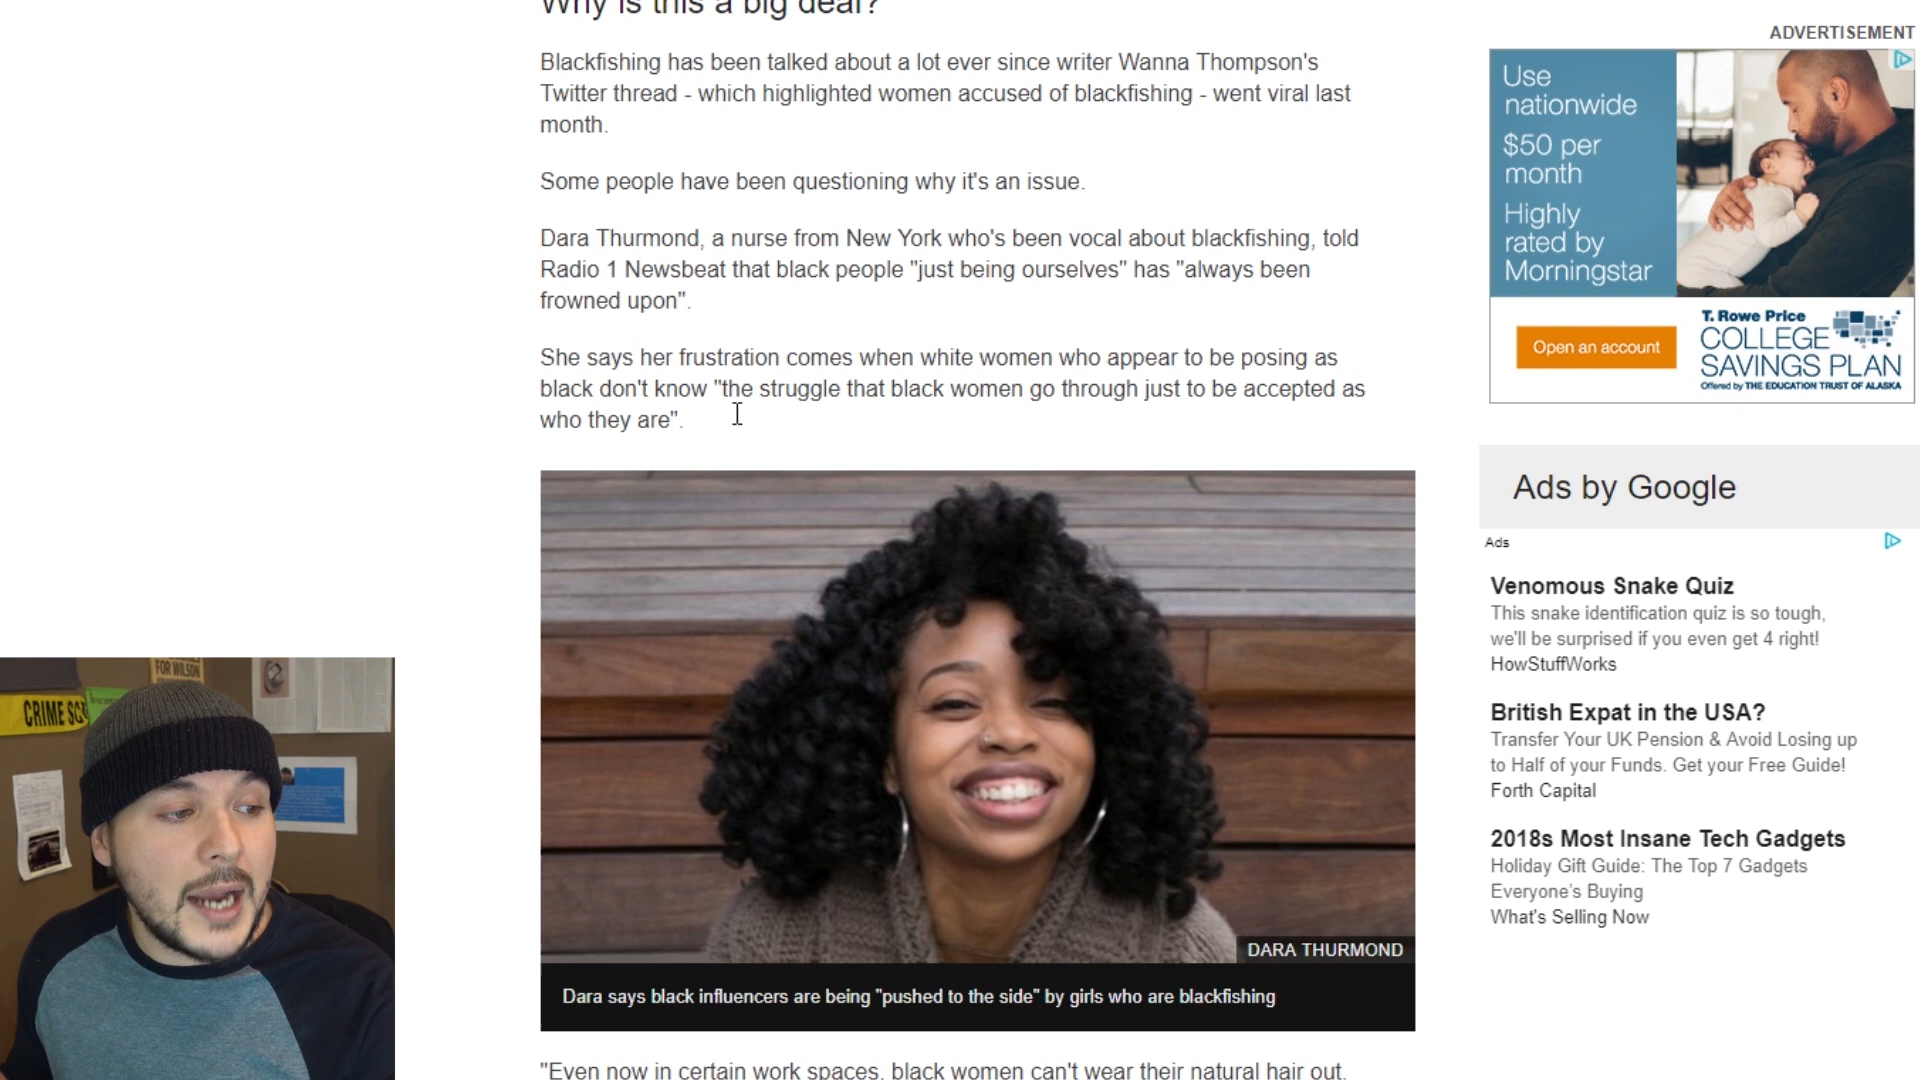 Why is this a big deal?
Blackfishing has been talked about a lot ever since writer Wanna Thompson's
Twitter thread - which highlighted women accused of blackfishing - went viral last
month.
Some people have been questioning why it's an issue.
Dara Thurmond, a nurse from New York who's been vocal about blackfishing, told
Radio 1 Newsbeat that black people "just being ourselves" has "always been
frowned upon".
She says her frustration comes when white women who appear to be posing as
black don't know "the struggle that black women go through just to be accepted as
who they are".
DARA THURMOND
Dara says black influencers are being "pushed to the side" by girls who are blackfishing
"Even now in certain work spaces, black women can't wear their natural hair out.
ADVERTISEMENT
Use
nationwide
$50 per
month
Highly
rated by
Morningstar
Open an account
T. Rowe Price
COLLEGE
SAVINGS PLAN
Offered by THE EDUCATION TRUST OF ALASKA
Ads by Google
Ads
Venomous Snake Quiz
This snake identification quiz is so tough,
we'll be surprised if you even get 4 right!
HowStuffWorks
British Expat in the USA?
Transfer Your UK Pension & Avoid Losing up
to Half of your Funds. Get your Free Guide!
Forth Capital
2018s Most Insane Tech Gadgets
Holiday Gift Guide: The Top 7 Gadgets
Everyone's Buying
What's Selling Now
FOR WILSON
CRIME SC